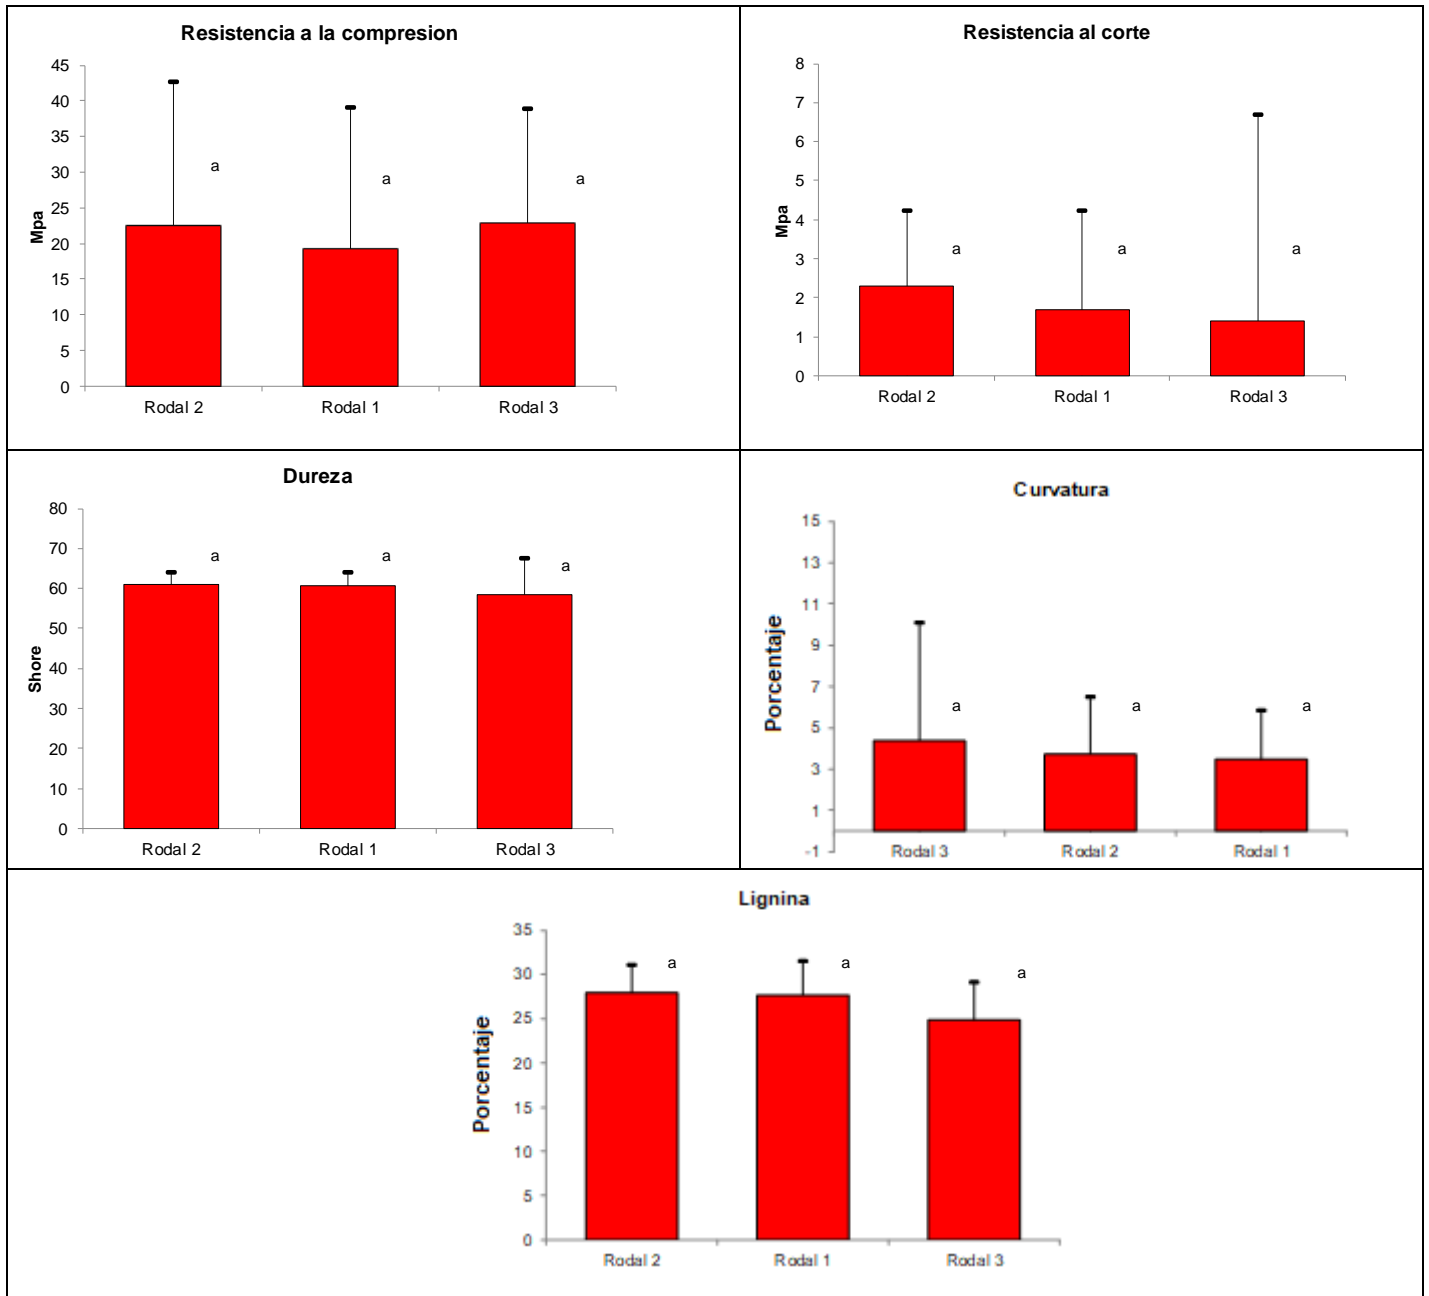 Resistencia a la compresion
45
40
35
30
25
20
15
10
5
0
Mpa
a
a
a
Rodal 2 Rodal 1 Rodal 3
Resistencia al corte
8
7
6
5
4
3
2
1
0
Mpa
a a a
Rodal 2 Rodal 1 Rodal 3
Dureza
80
70
60
50
40
30
20
10
0
Shore
a a a
Rodal 2 Rodal 1 Rodal 3
Curvatura
15
13
11
9
7
5
3
1
-1
Porcentaje
a a a
Rodal 3 Rodal 2 Rodal 1
Lignina
35
30
25
20
15
10
5
0
Porcentaje
a a a
Rodal 2 Rodal 1 Rodal 3